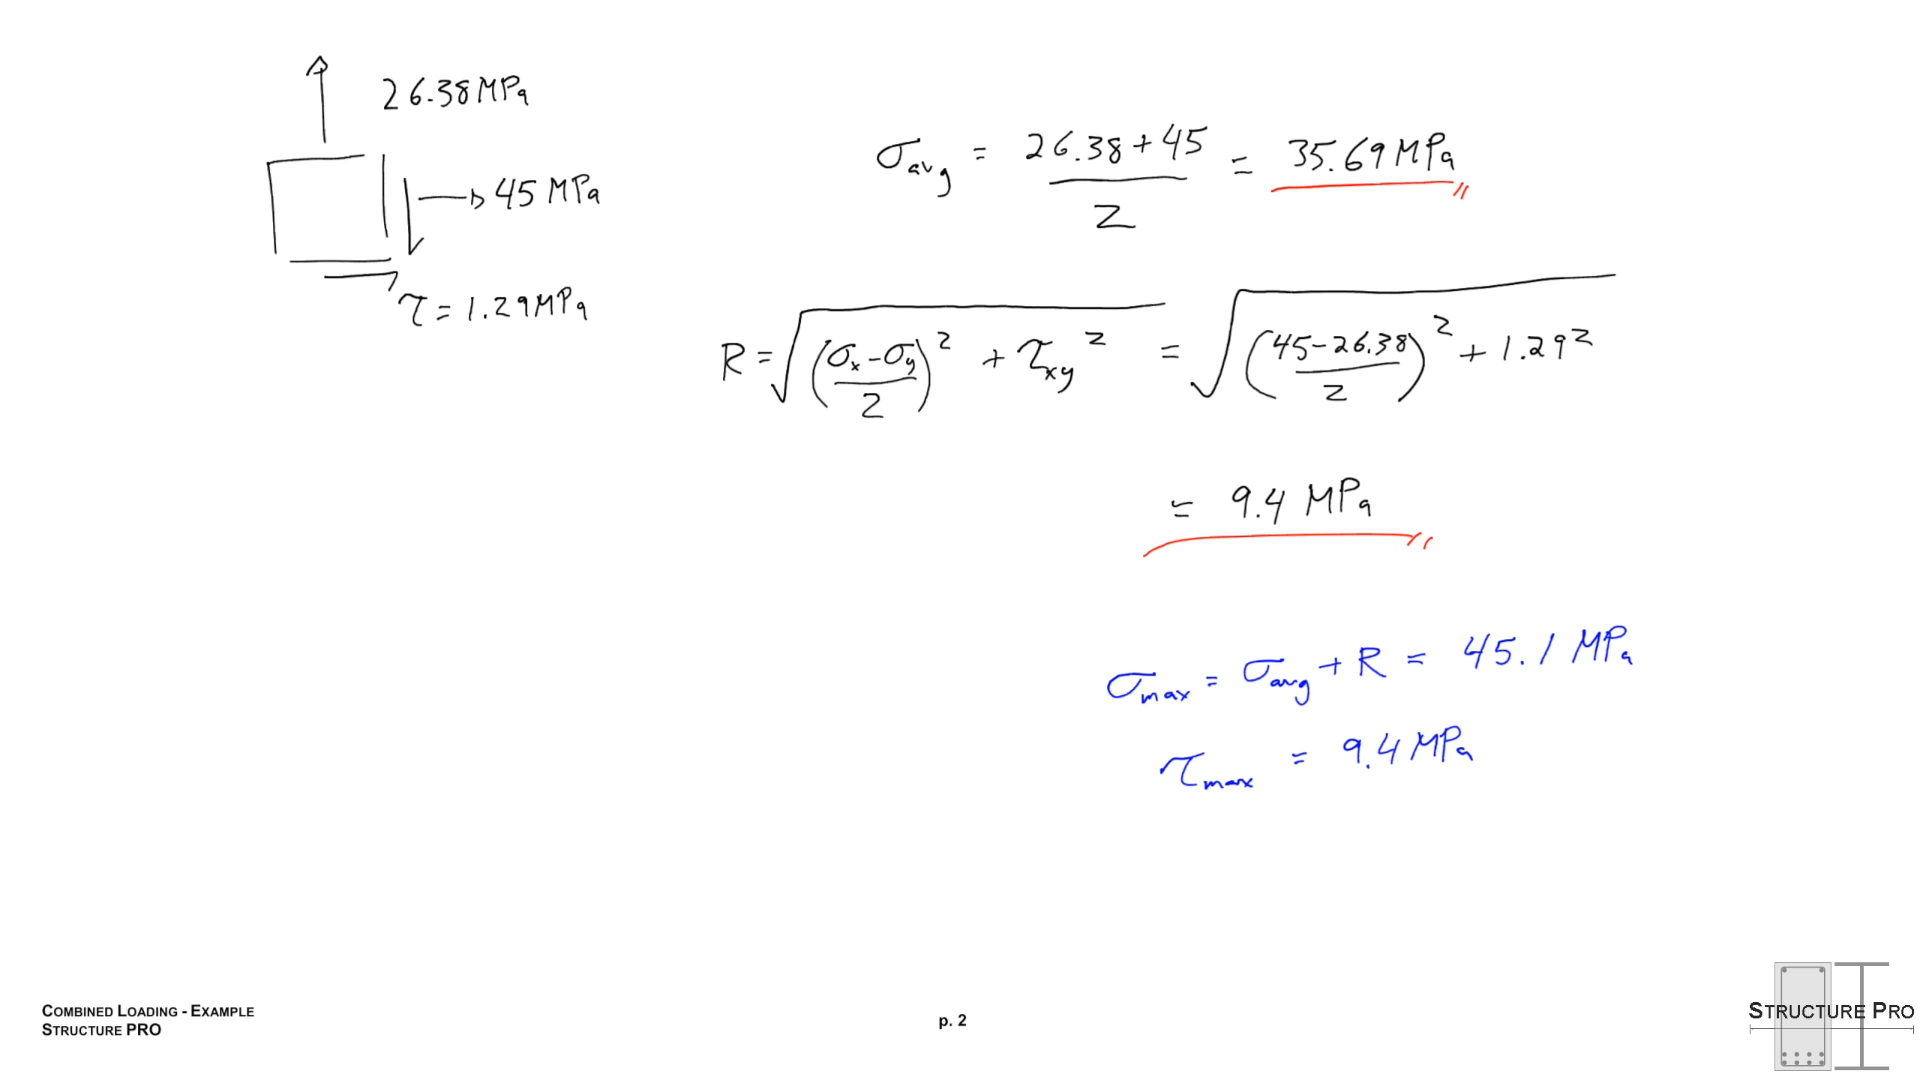 26.38 MPa
45 MPa
τ = 1.29 MPa
σavg = (26.38 + 45)/2 = 35.69 MPa
R = √(((σx - σy)/2)² + τxy²) = √(((45 - 26.38)/2)² + 1.29²)
= 9.4 MPa
σmax = σavg + R = 45.1 MPa
τmax = 9.4 MPa
COMBINED LOADING - EXAMPLE
STRUCTURE PRO
p. 2
STRUCTURE PRO